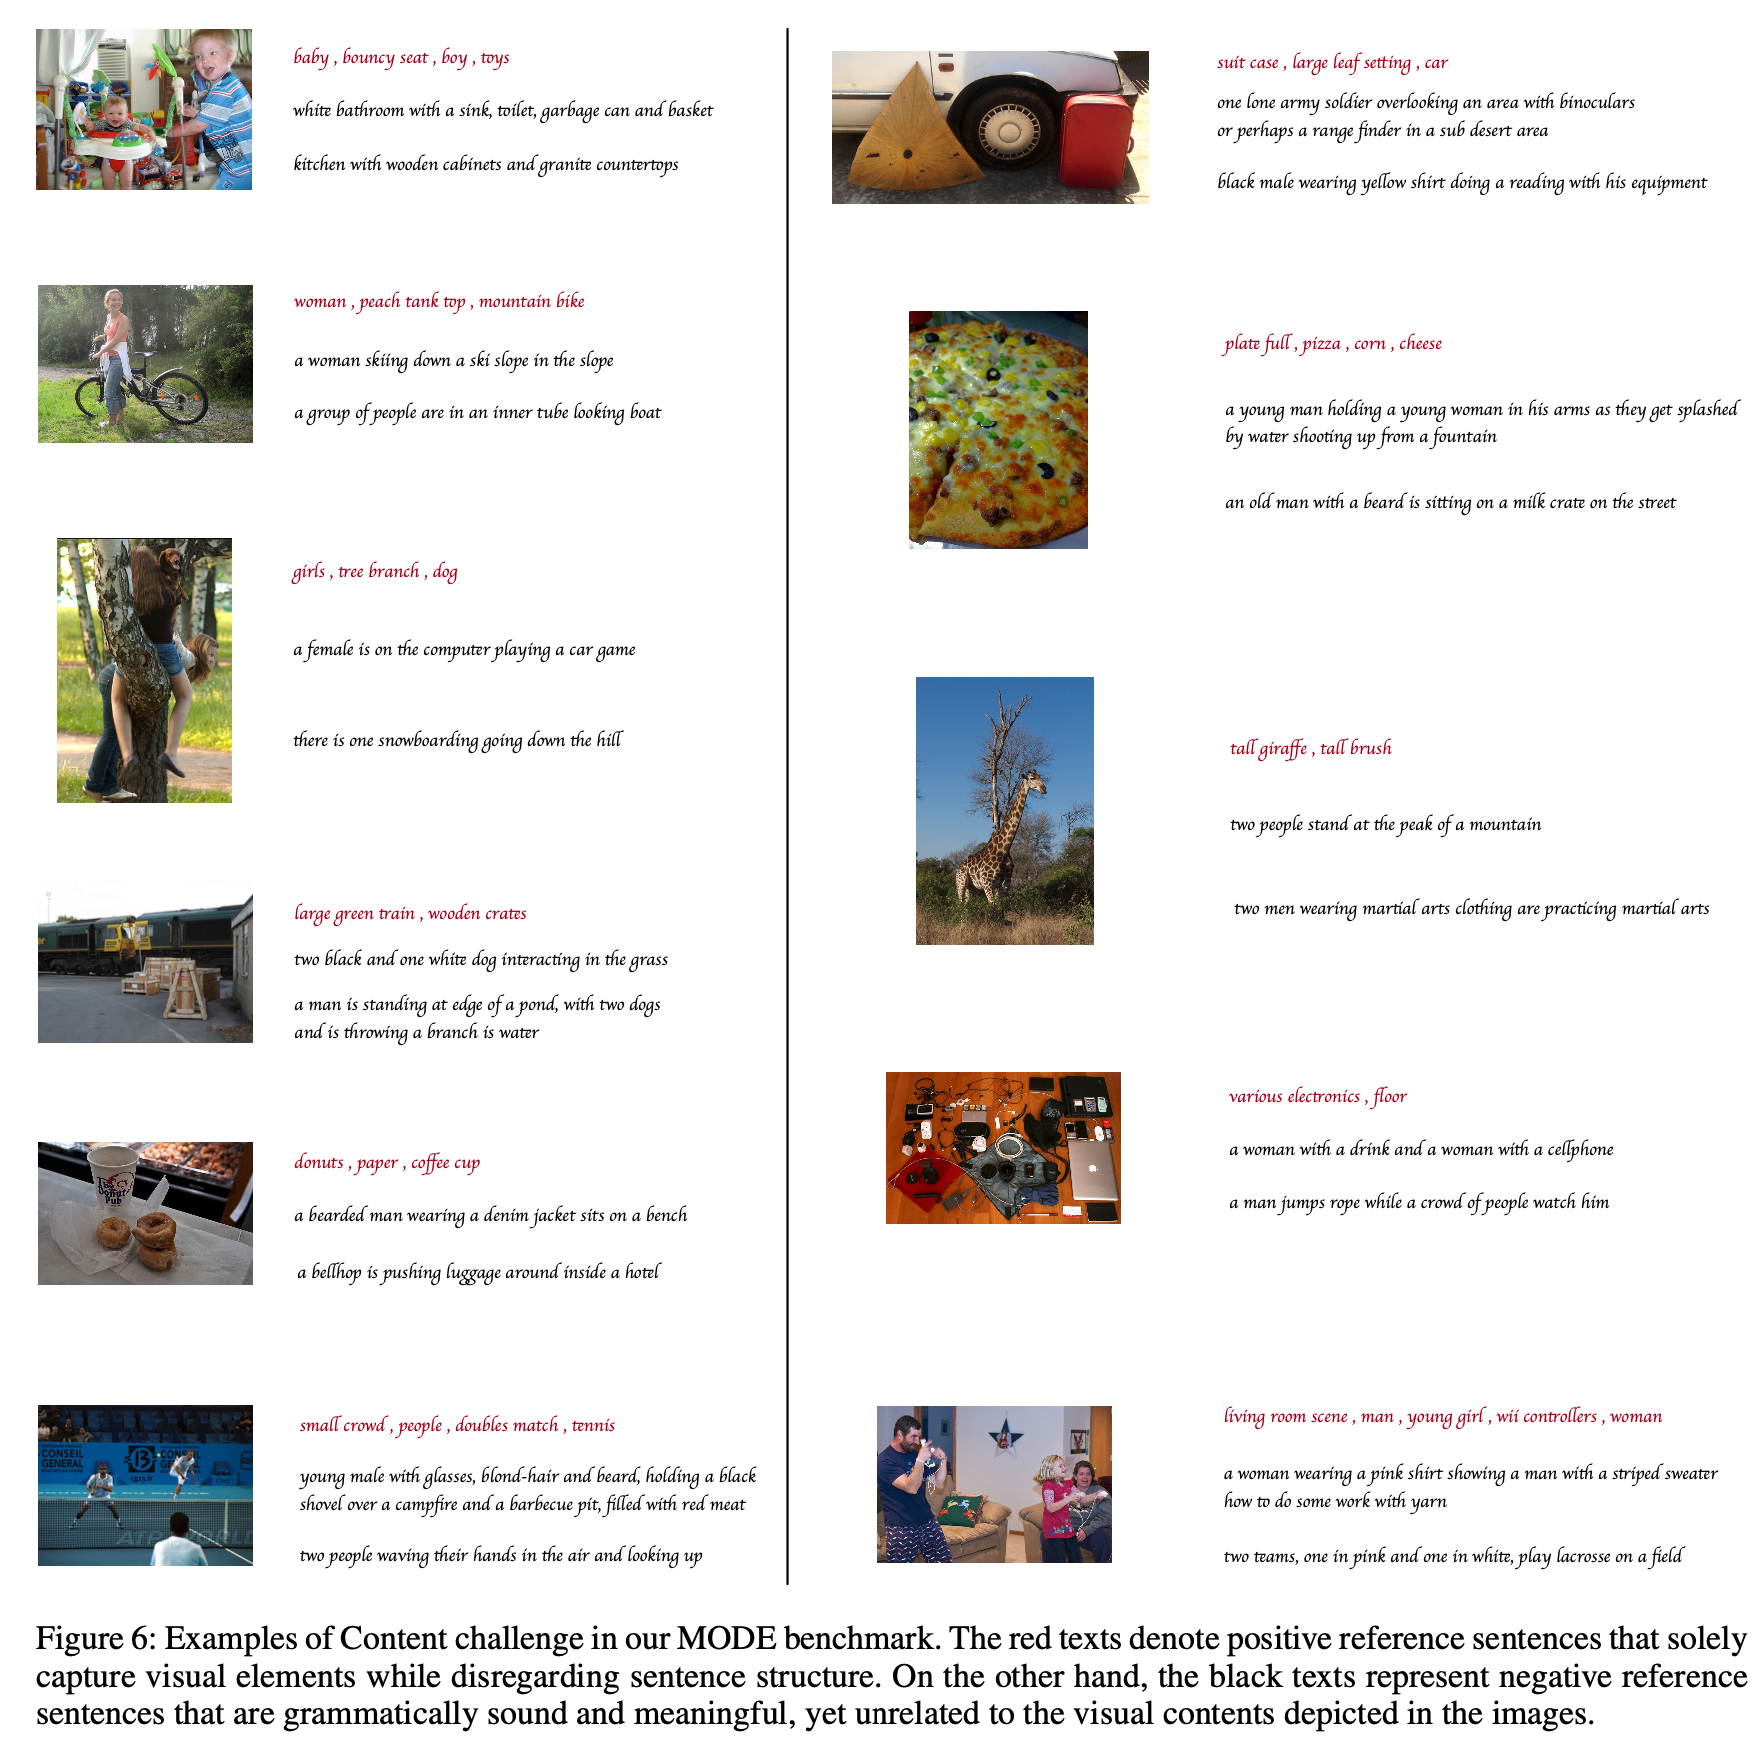 baby , bouncy seat , boy , toys
white bathroom with a sink, toilet, garbage can and basket
kitchen with wooden cabinets and granite countertops
woman , peach tank top , mountain bike
a woman skiing down a ski slope in the slope
a group of people are in an inner tube looking boat
girls , tree branch , dog
a female is on the computer playing a car game
there is one snowboarding going down the hill
large green train , wooden crates
two black and one white dog interacting in the grass
a man is standing at edge of a pond, with two dogs
and is throwing a branch is water
The
Donut
Pub
donuts , paper , coffee cup
a bearded man wearing a denim jacket sits on a bench
a bellhop is pushing luggage around inside a hotel
CONSEIL
GENERAL
13
CONSEIL
GENERAL
cg13.fr
ATP WORLD
small crowd , people , doubles match , tennis
young male with glasses, blond-hair and beard, holding a black
shovel over a campfire and a barbecue pit, filled with red meat
two people waving their hands in the air and looking up
suit case , large leaf setting , car
one lone army soldier overlooking an area with binoculars
or perhaps a range finder in a sub desert area
black male wearing yellow shirt doing a reading with his equipment
plate full , pizza , corn , cheese
a young man holding a young woman in his arms as they get splashed
by water shooting up from a fountain
an old man with a beard is sitting on a milk crate on the street
tall giraffe , tall brush
two people stand at the peak of a mountain
two men wearing martial arts clothing are practicing martial arts
various electronics , floor
a woman with a drink and a woman with a cellphone
a man jumps rope while a crowd of people watch him
living room scene , man , young girl , wii controllers , woman
a woman wearing a pink shirt showing a man with a striped sweater
how to do some work with yarn
two teams, one in pink and one in white, play lacrosse on a field
Figure 6: Examples of Content challenge in our MODE benchmark. The red texts denote positive reference sentences that solely
capture visual elements while disregarding sentence structure. On the other hand, the black texts represent negative reference
sentences that are grammatically sound and meaningful, yet unrelated to the visual contents depicted in the images.